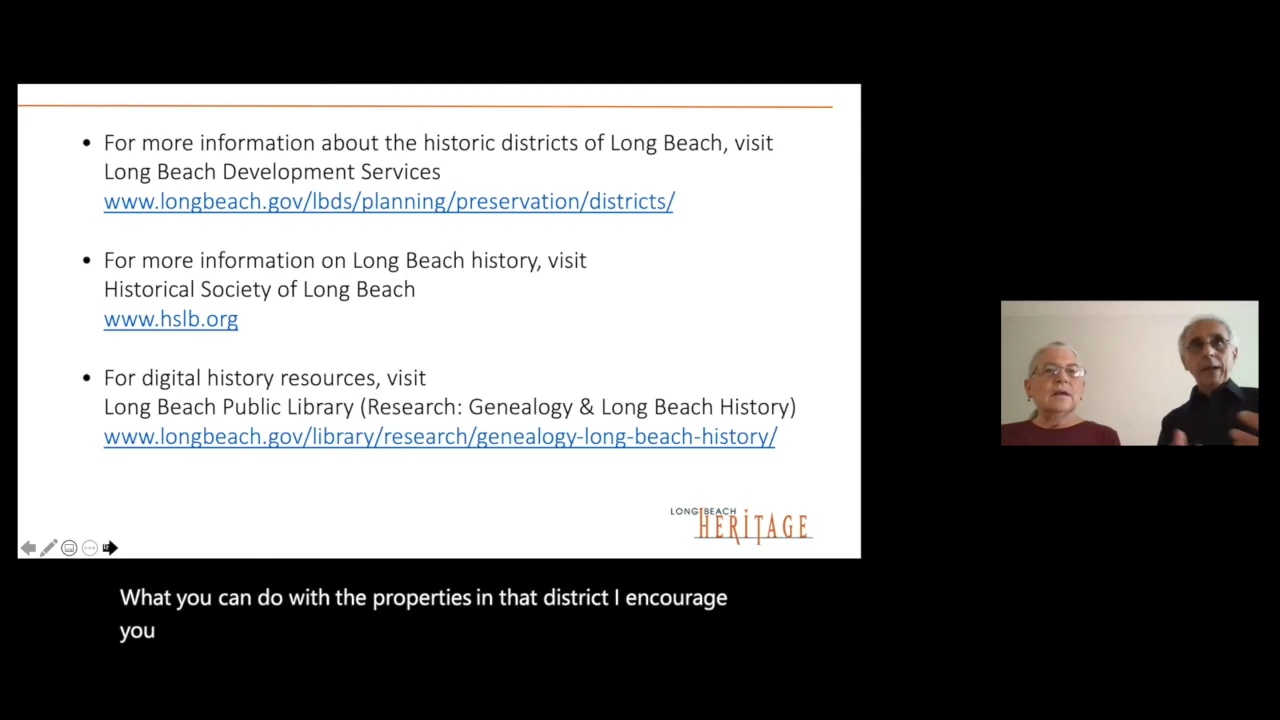 For more information about the historic districts of Long Beach, visit
Long Beach Development Services
www.longbeach.gov/lbds/planning/preservation/districts/
For more information on Long Beach history, visit
Historical Society of Long Beach
www.hslb.org
For digital history resources, visit
Long Beach Public Library (Research: Genealogy & Long Beach History)
www.longbeach.gov/library/research/genealogy-long-beach-history/
LONG BEACH
HERITAGE
What you can do with the properties in that district I encourage
you